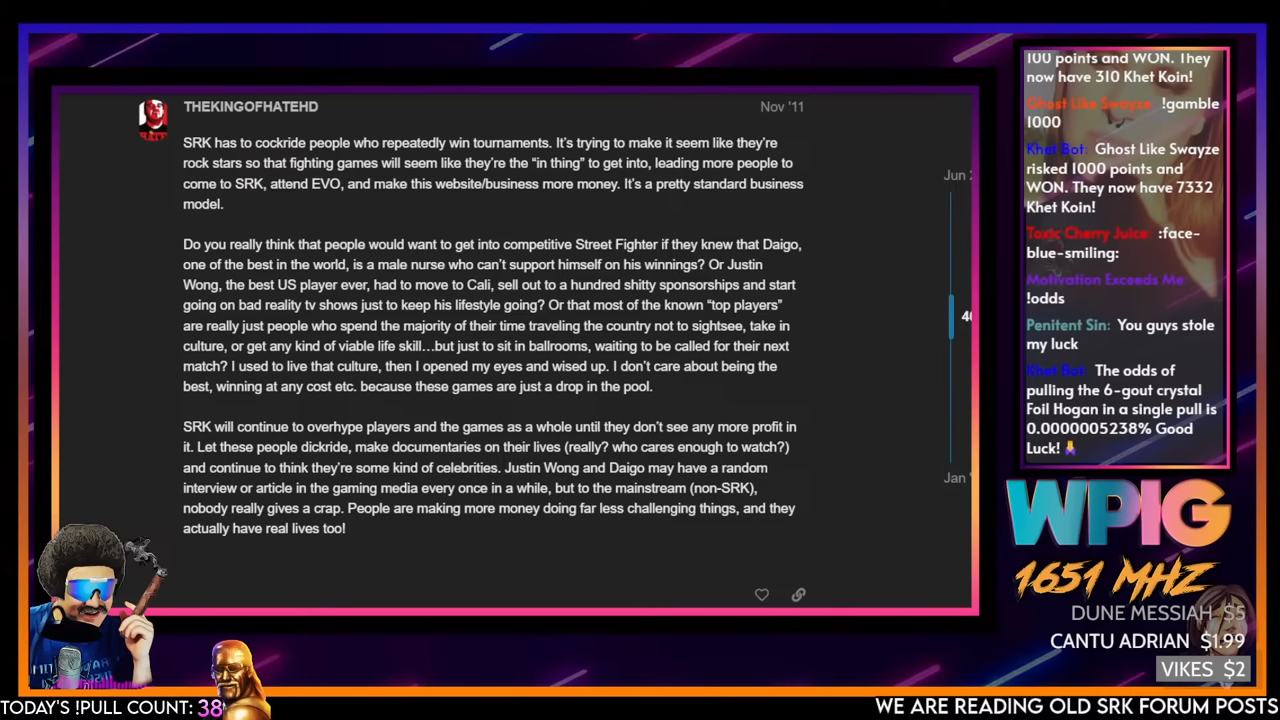 THEKINGOFHATEHD
Nov '11
SRK has to cockride people who repeatedly win tournaments. It's trying to make it seem like they're
rock stars so that fighting games will seem like they're the “in thing” to get into, leading more people to
come to SRK, attend EVO, and make this website/business more money. It's a pretty standard business
model.
Do you really think that people would want to get into competitive Street Fighter if they knew that Daigo,
one of the best in the world, is a male nurse who can't support himself on his winnings? Or Justin
Wong, the best US player ever, had to move to Cali, sell out to a hundred shitty sponsorships and start
going on bad reality tv shows just to keep his lifestyle going? Or that most of the known “top players”
are really just people who spend the majority of their time traveling the country not to sightsee, take in
culture, or get any kind of viable life skill…but just to sit in ballrooms, waiting to be called for their next
match? I used to live that culture, then I opened my eyes and wised up. I don't care about being the
best, winning at any cost etc. because these games are just a drop in the pool.
SRK will continue to overhype players and the games as a whole until they don't see any more profit in
it. Let these people dickride, make documentaries on their lives (really? who cares enough to watch?)
and continue to think they're some kind of celebrities. Justin Wong and Daigo may have a random
interview or article in the gaming media every once in a while, but to the mainstream (non-SRK),
nobody really gives a crap. People are making more money doing far less challenging things, and they
actually have real lives too!
Jun 2
40
Jan '
100 points and WON. They
now have 310 Khet Koin!
Ghost Like Swayze: !gamble
1000
Khet Bot: Ghost Like Swayze
risked 1000 points and
WON. They now have 7332
Khet Koin!
Toxic Cherry Juice: :face-
blue-smiling:
Motivation Exceeds Me:
!odds
Penitent Sin: You guys stole
my luck
Khet Bot: The odds of
pulling the 6-gout crystal
Foil Hogan in a single pull is
0.0000005238% Good
Luck!
WPIG
1651 MHZ
DUNE MESSIAH $5
CANTU ADRIAN $1.99
VIKES $2
TODAY'S !PULL COUNT: 38
WE ARE READING OLD SRK FORUM POSTS